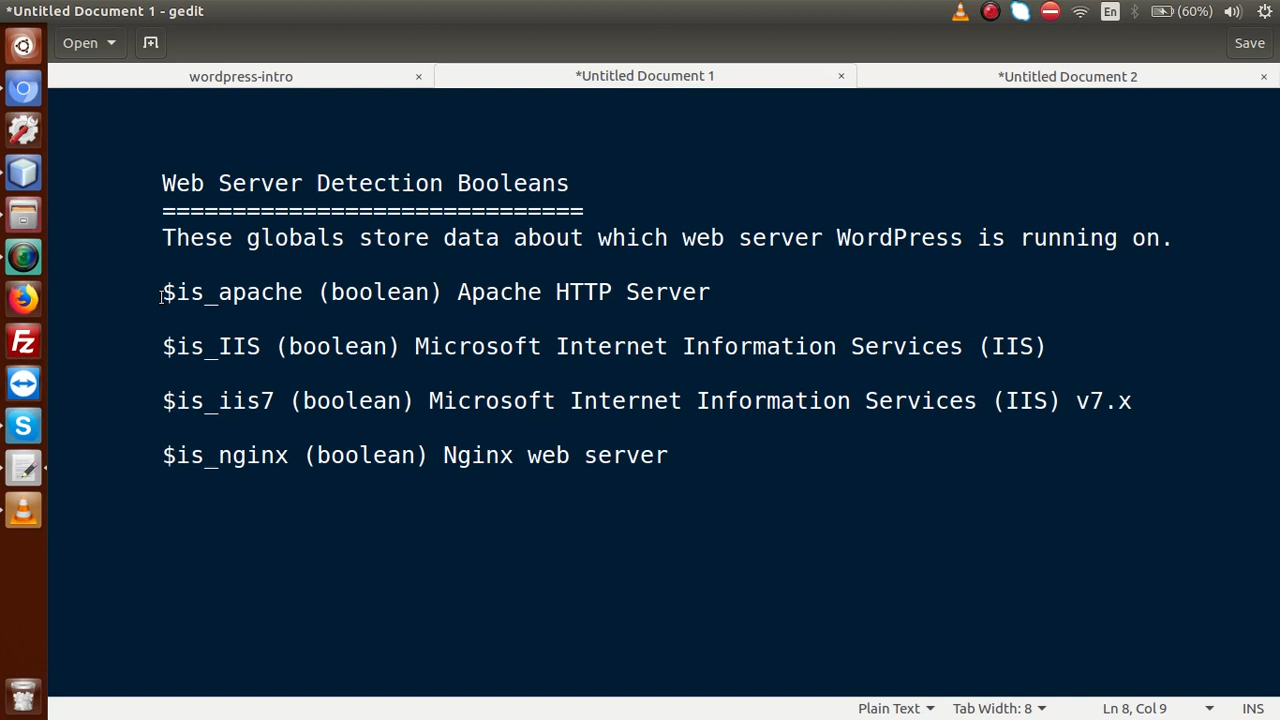 *Untitled Document 1 - gedit
En
(60%)
Open
Save
wordpress-intro
*Untitled Document 1
*Untitled Document 2
Web Server Detection Booleans
==============================
These globals store data about which web server WordPress is running on.
$is_apache (boolean) Apache HTTP Server
$is_IIS (boolean) Microsoft Internet Information Services (IIS)
$is_iis7 (boolean) Microsoft Internet Information Services (IIS) v7.x
$is_nginx (boolean) Nginx web server
Fz
S
Plain Text
Tab Width: 8
Ln 8, Col 9
INS